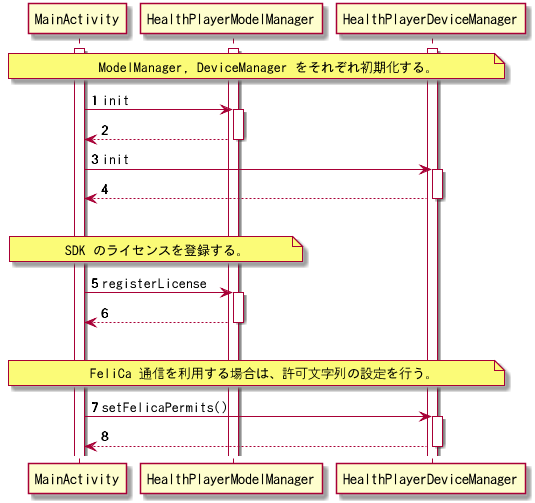 MainActivity HealthPlayerModelManager HealthPlayerDeviceManager
ModelManager, DeviceManager をそれぞれ初期化する。
1 init
2
3 init
4
SDK のライセンスを登録する。
5 registerLicense
6
FeliCa 通信を利用する場合は、許可文字列の設定を行う。
7 setFelicaPermits()
8
MainActivity HealthPlayerModelManager HealthPlayerDeviceManager